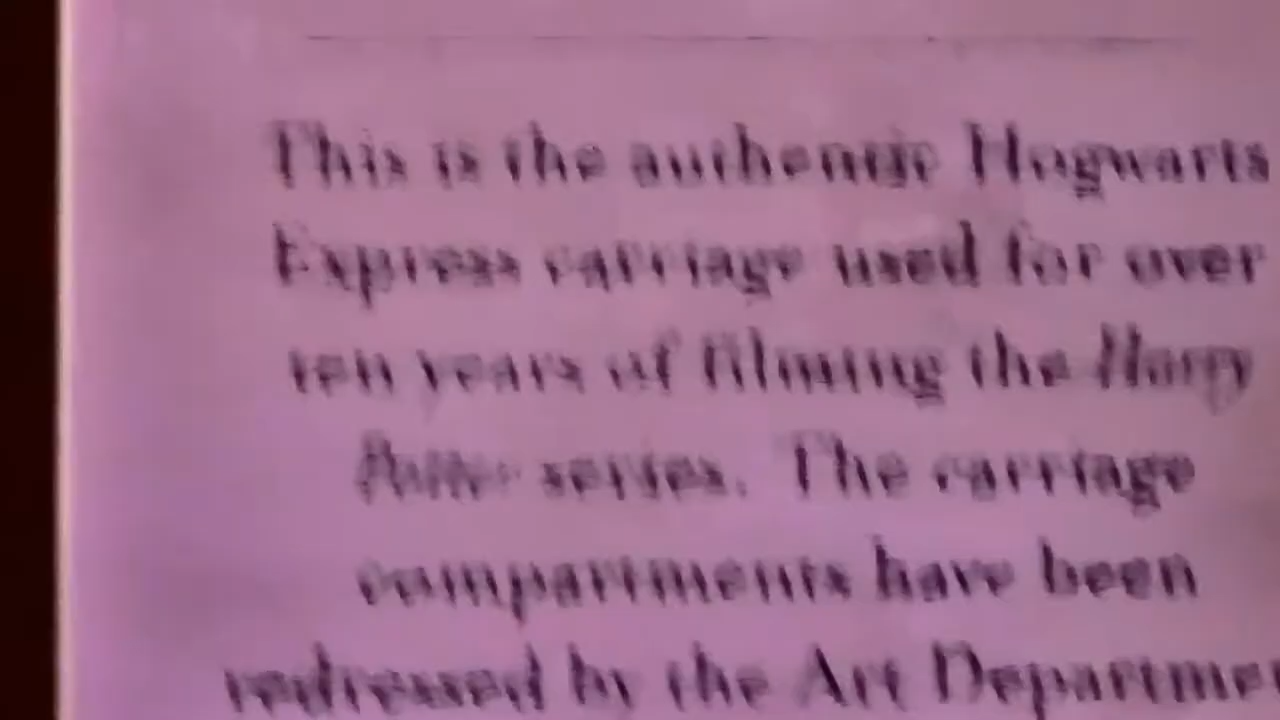 This is the authentic Hogwarts
Express carriage used for over
ten years of filming the Harry
Potter series. The carriage
compartments have been
redressed by the Art Departmen